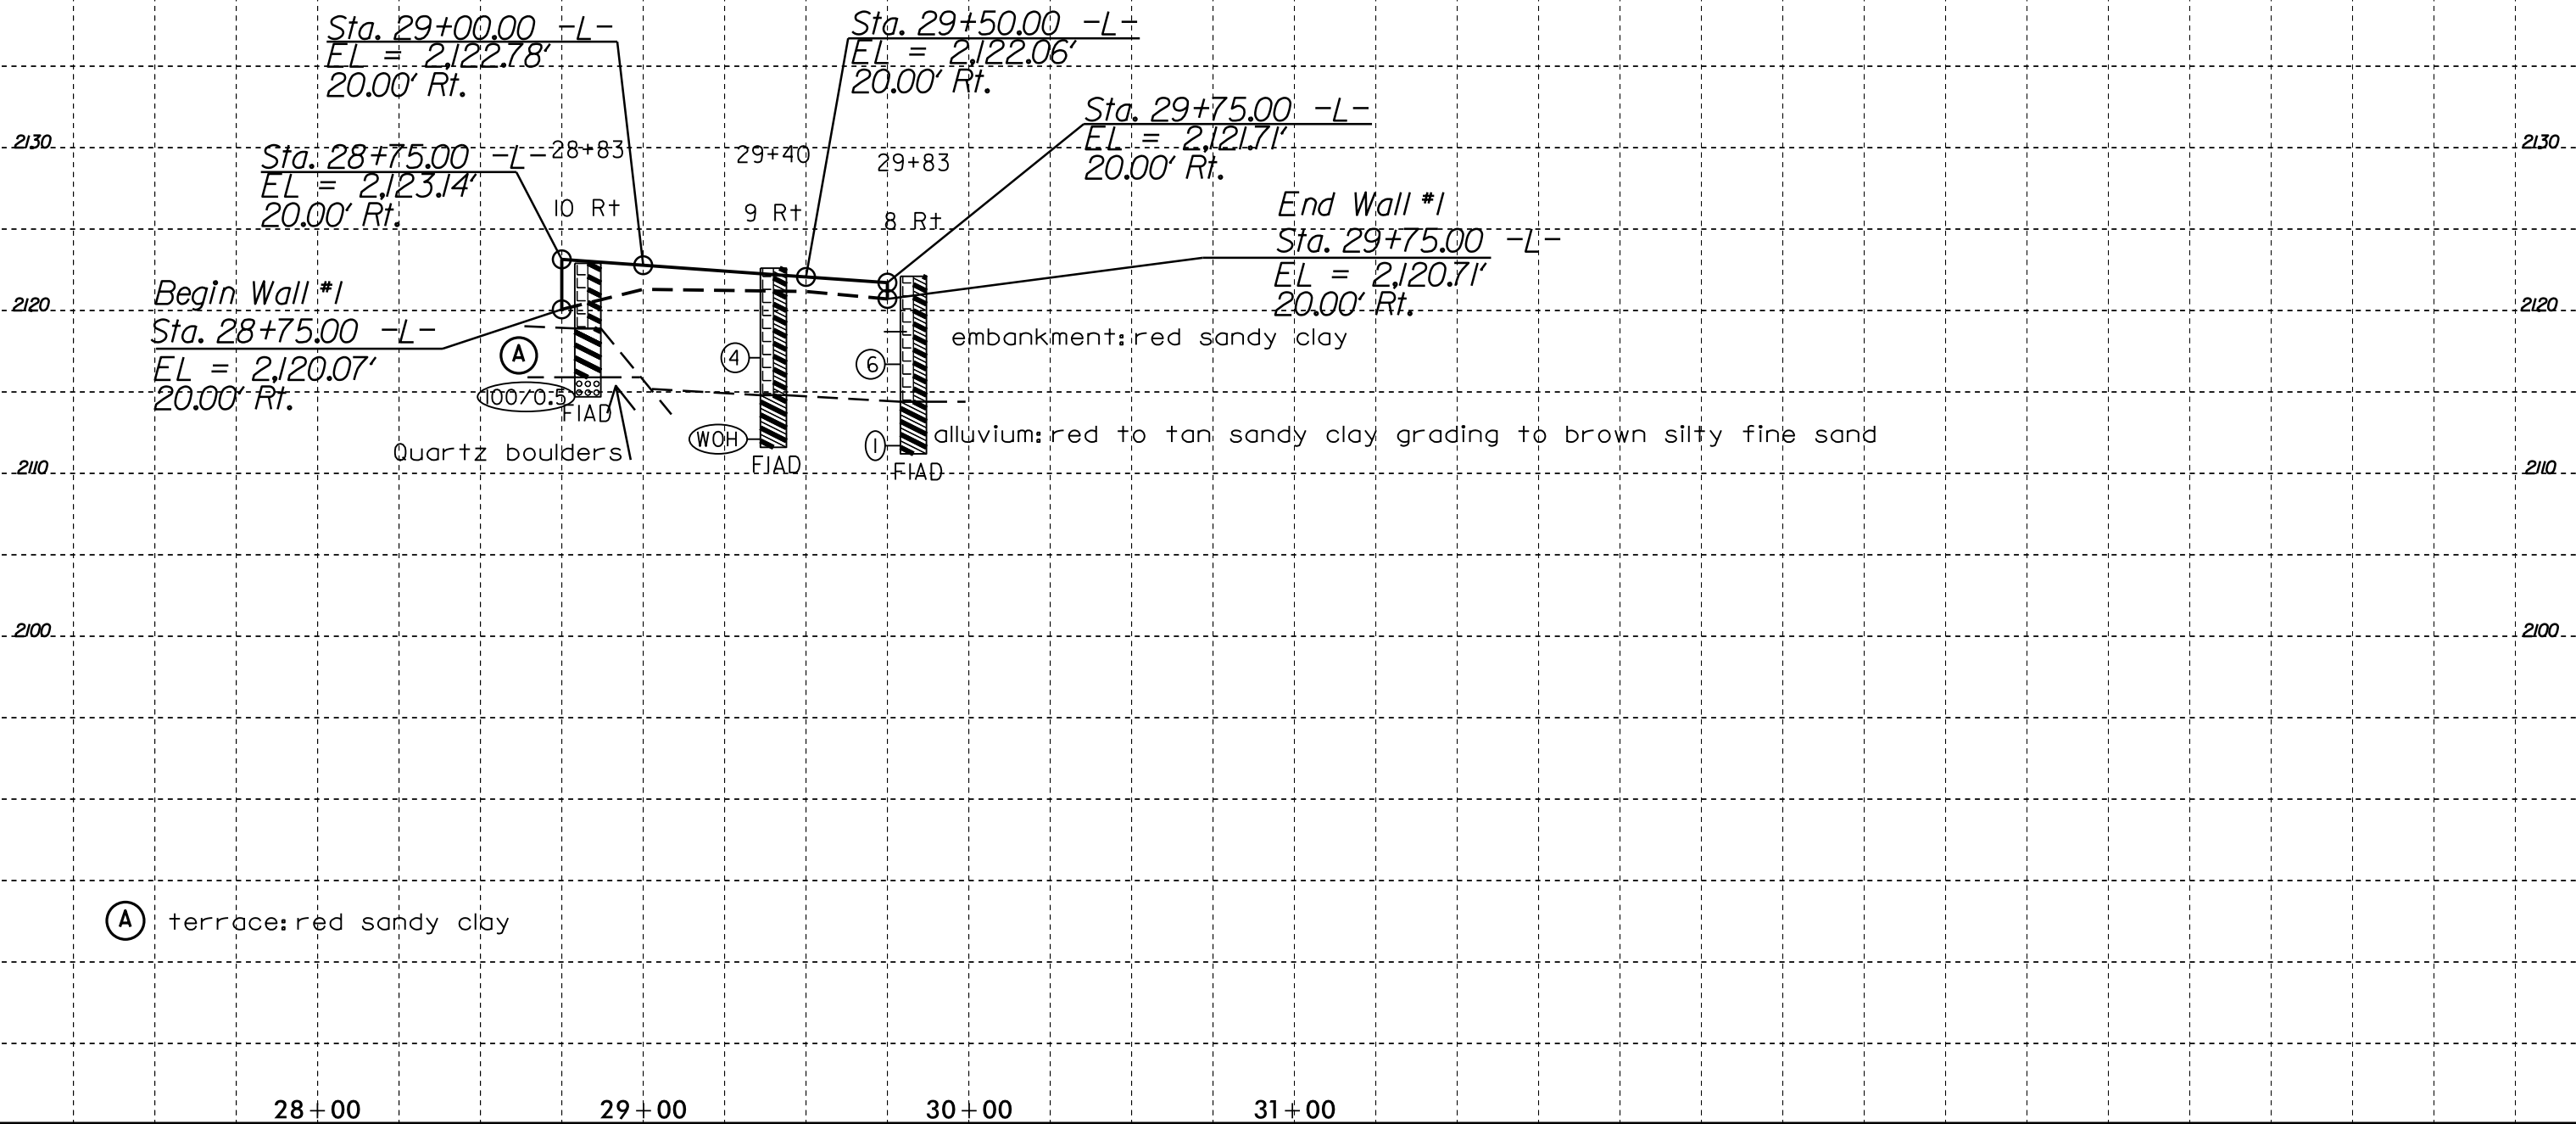 Sta. 29+00.00 -L-
EL = 2,122.78'
20.00' Rt.
Sta. 29+50.00 -L-
EL = 2,122.06'
20.00' Rt.
Sta. 29+75.00 -L-
EL = 2,121.71'
20.00' Rt.
2130
2130
Sta. 28+75.00 -L-
EL = 2,123.14'
20.00' Rt.
28+83
10 Rt
29+40
9 Rt
29+83
8 Rt
End Wall #1
Sta. 29+75.00 -L-
EL = 2,120.71'
20.00' Rt.
2120
2120
Begin Wall #1
Sta. 28+75.00 -L-
EL = 2,120.07'
20.00' Rt.
A
4
6
embankment: red sandy clay
100/0.5
FIAD
Quartz boulders
WOH
FIAD
1
FIAD
alluvium: red to tan sandy clay grading to brown silty fine sand
2110
2110
2100
2100
A terrace: red sandy clay
28+00
29+00
30+00
31+00